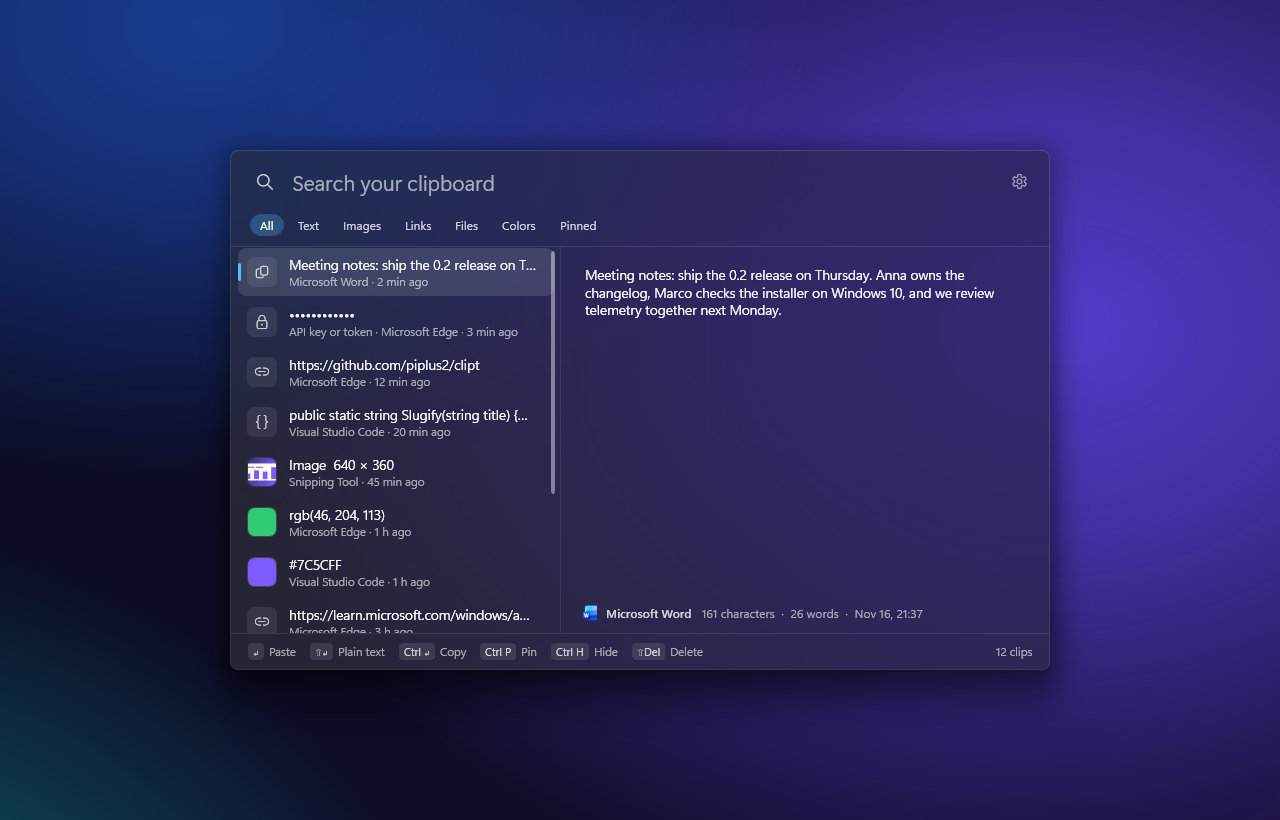 Search your clipboard
All Text Images Links Files Colors Pinned
Meeting notes: ship the 0.2 release on T...
Microsoft Word · 2 min ago
••••••••••••
API key or token · Microsoft Edge · 3 min ago
https://github.com/piplus2/clipt
Microsoft Edge · 12 min ago
{ }
public static string Slugify(string title) {...
Visual Studio Code · 20 min ago
Image 640 × 360
Snipping Tool · 45 min ago
rgb(46, 204, 113)
Microsoft Edge · 1 h ago
#7C5CFF
Visual Studio Code · 1 h ago
https://learn.microsoft.com/windows/a...
Microsoft Edge · 3 h ago
Meeting notes: ship the 0.2 release on Thursday. Anna owns the
changelog, Marco checks the installer on Windows 10, and we review
telemetry together next Monday.
Microsoft Word 161 characters · 26 words · Nov 16, 21:37
↲ Paste ⇧↲ Plain text Ctrl ↲ Copy Ctrl P Pin Ctrl H Hide ⇧Del Delete 12 clips